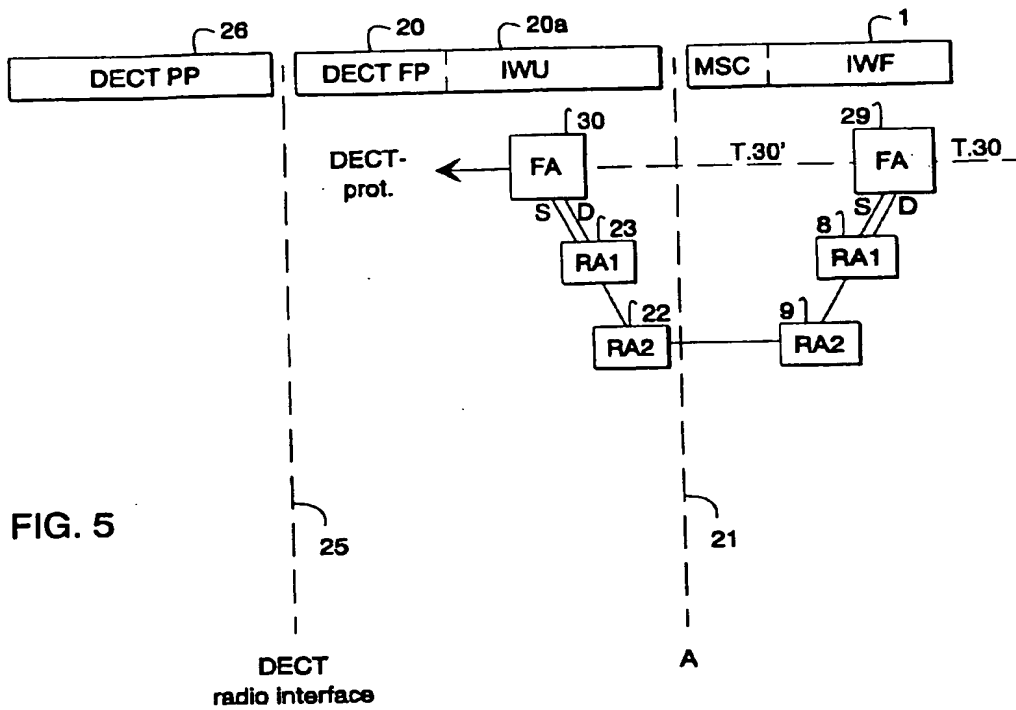 26 20 20a 1
DECT PP DECT FP IWU MSC IWF
30 29
DECT- FA T.30' FA T.30
prot.
S D S D
23 8
RA1 RA1
22 9
RA2 RA2
FIG. 5
25 21
DECT A
radio interface